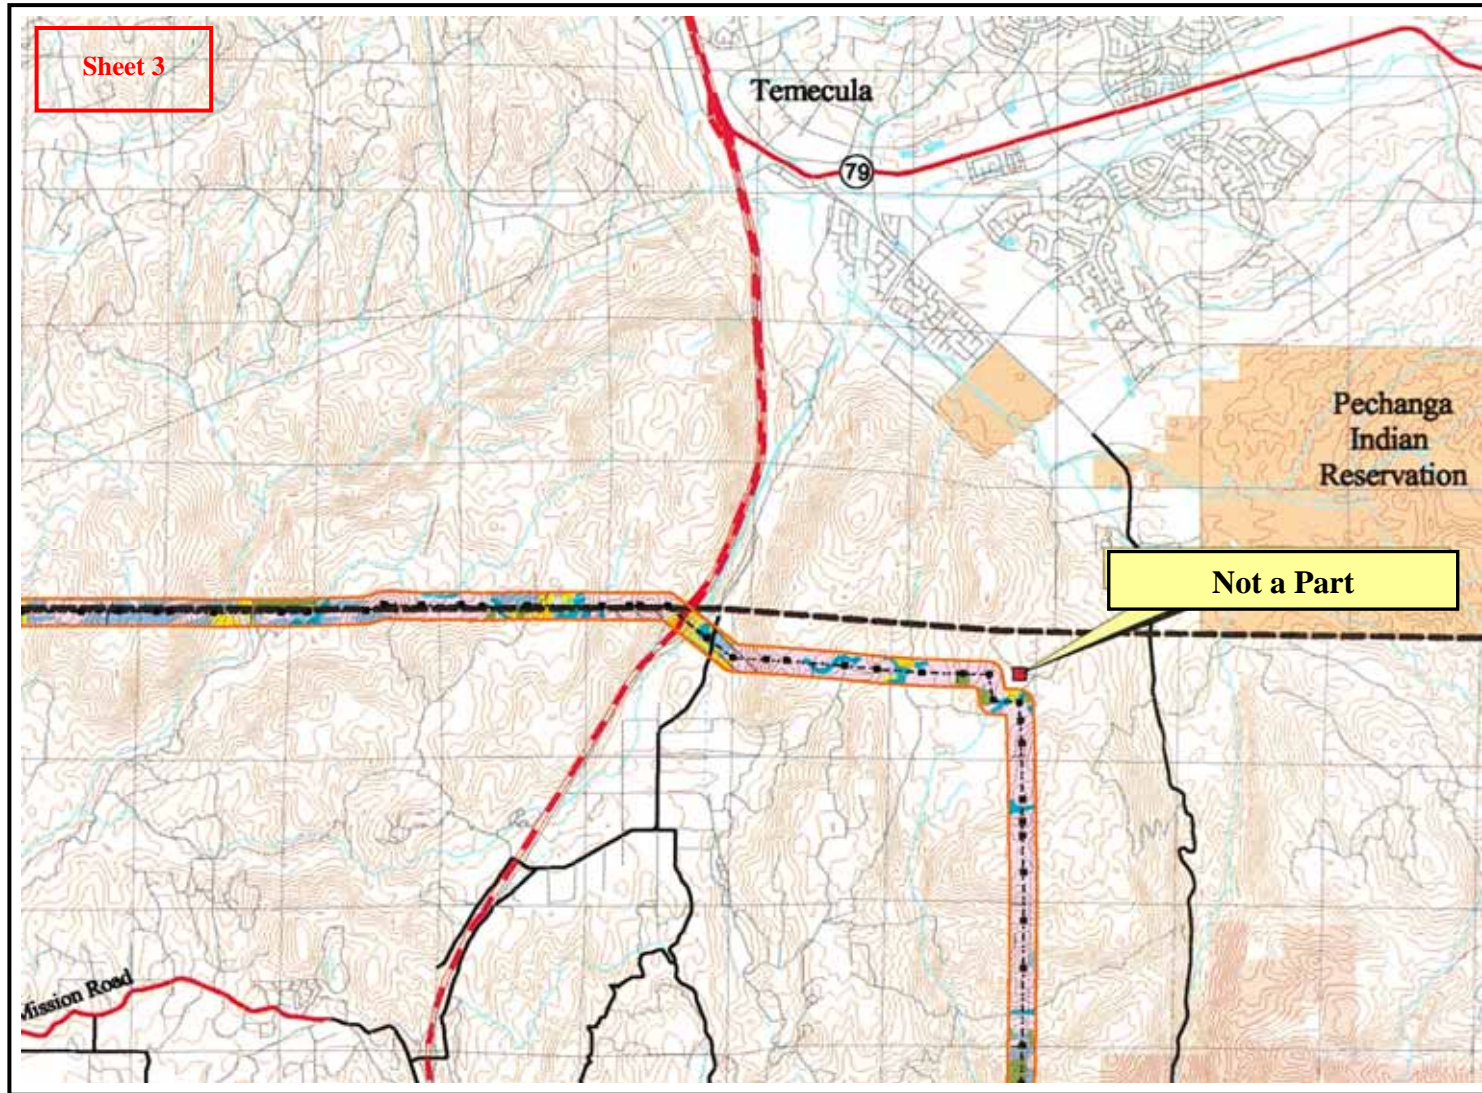 Sheet 3
Temecula
79
Pechanga
Indian
Reservation
Not a Part
Mission Road